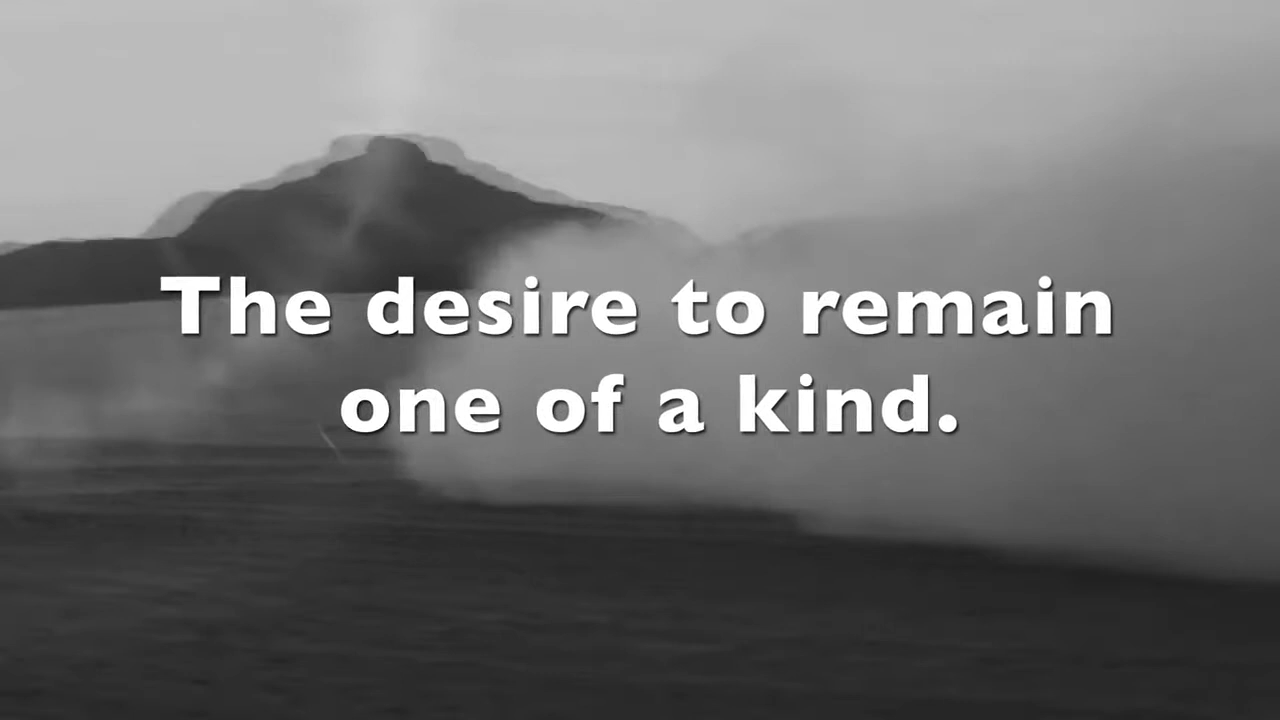 The desire to remain
one of a kind.